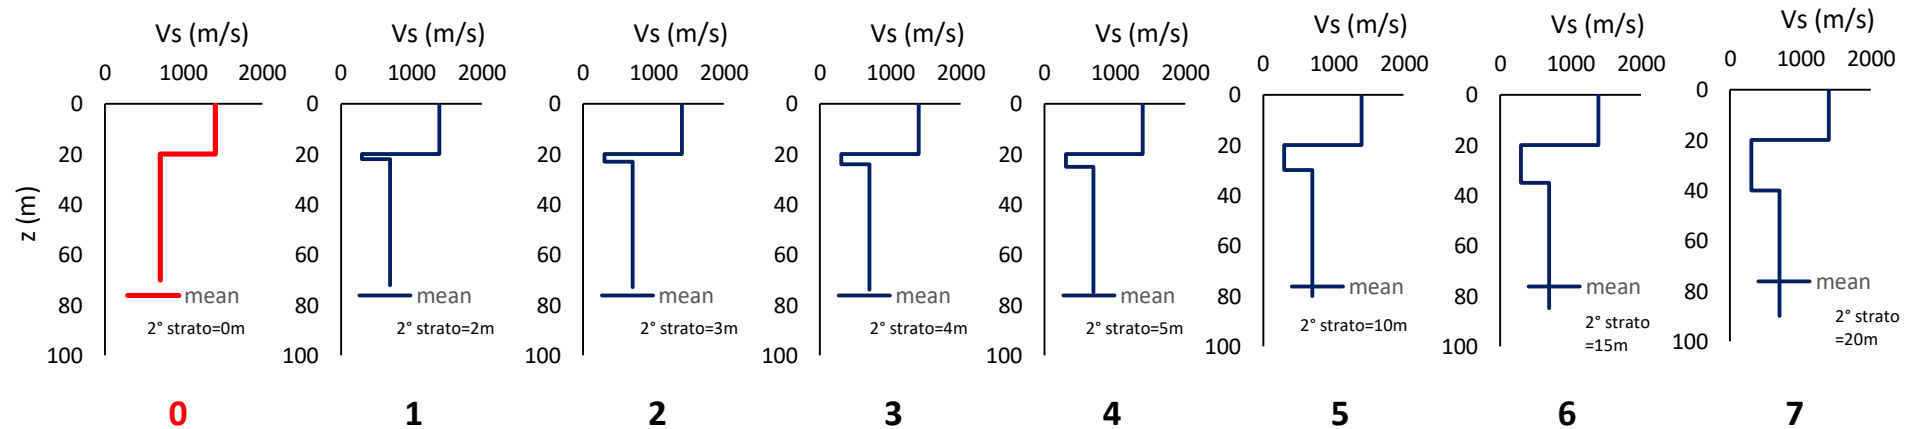 Vs (m/s) Vs (m/s) Vs (m/s) Vs (m/s) Vs (m/s) Vs (m/s) Vs (m/s) Vs (m/s)
0 1000 2000 0 1000 2000 0 1000 2000 0 1000 2000 0 1000 2000 0 1000 2000 0 1000 2000 0 1000 2000
0 0 0 0 0 0 0 0
20 20 20 20 20 20 20 20
z (m)
40 40 40 40 40 40 40 40
60 60 60 60 60 60 60 60
mean mean mean mean mean mean mean mean
80 80 80 80 80 80 80 80
2° strato=0m 2° strato=2m 2° strato=3m 2° strato=4m 2° strato=5m 2° strato=10m 2° strato 2° strato
=15m =20m
100 100 100 100 100 100 100 100
0 1 2 3 4 5 6 7